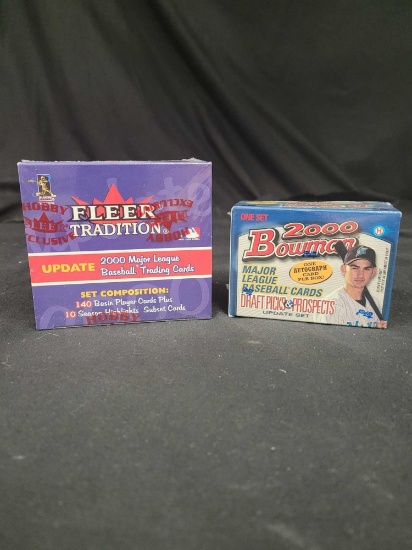 HOBBY
FLEER
EXCLUSIVE
TRADITION
UPDATE
2000 Major League
Baseball Trading Cards
SET COMPOSITION:
140 Basic Player Cards Plus
10 Season Highlights Subset Cards
HOBBY
ONE SET
2000
Bowman
MAJOR
LEAGUE
BASEBALL CARDS
ONE
AUTOGRAPH
CARD
PER BOX!
DRAFT PICKS & PROSPECTS
UPDATE SET